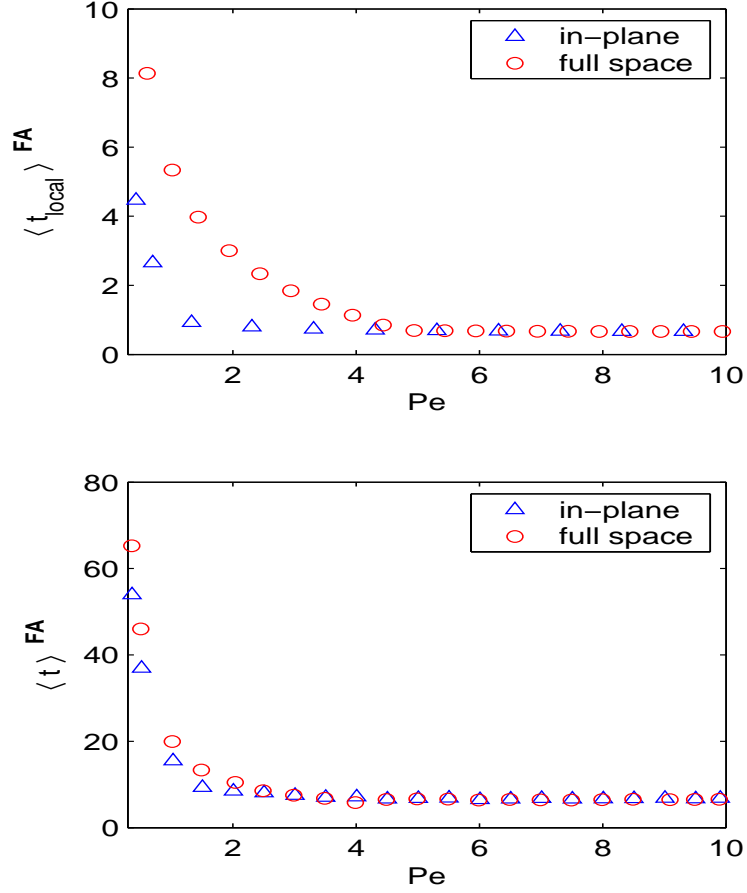 10
8
6
4
2
0
2 4 6 8 10
Pe
⟨ t_local ⟩ FA
in−plane
full space
80
60
40
20
0
2 4 6 8 10
Pe
⟨ t ⟩ FA
in−plane
full space